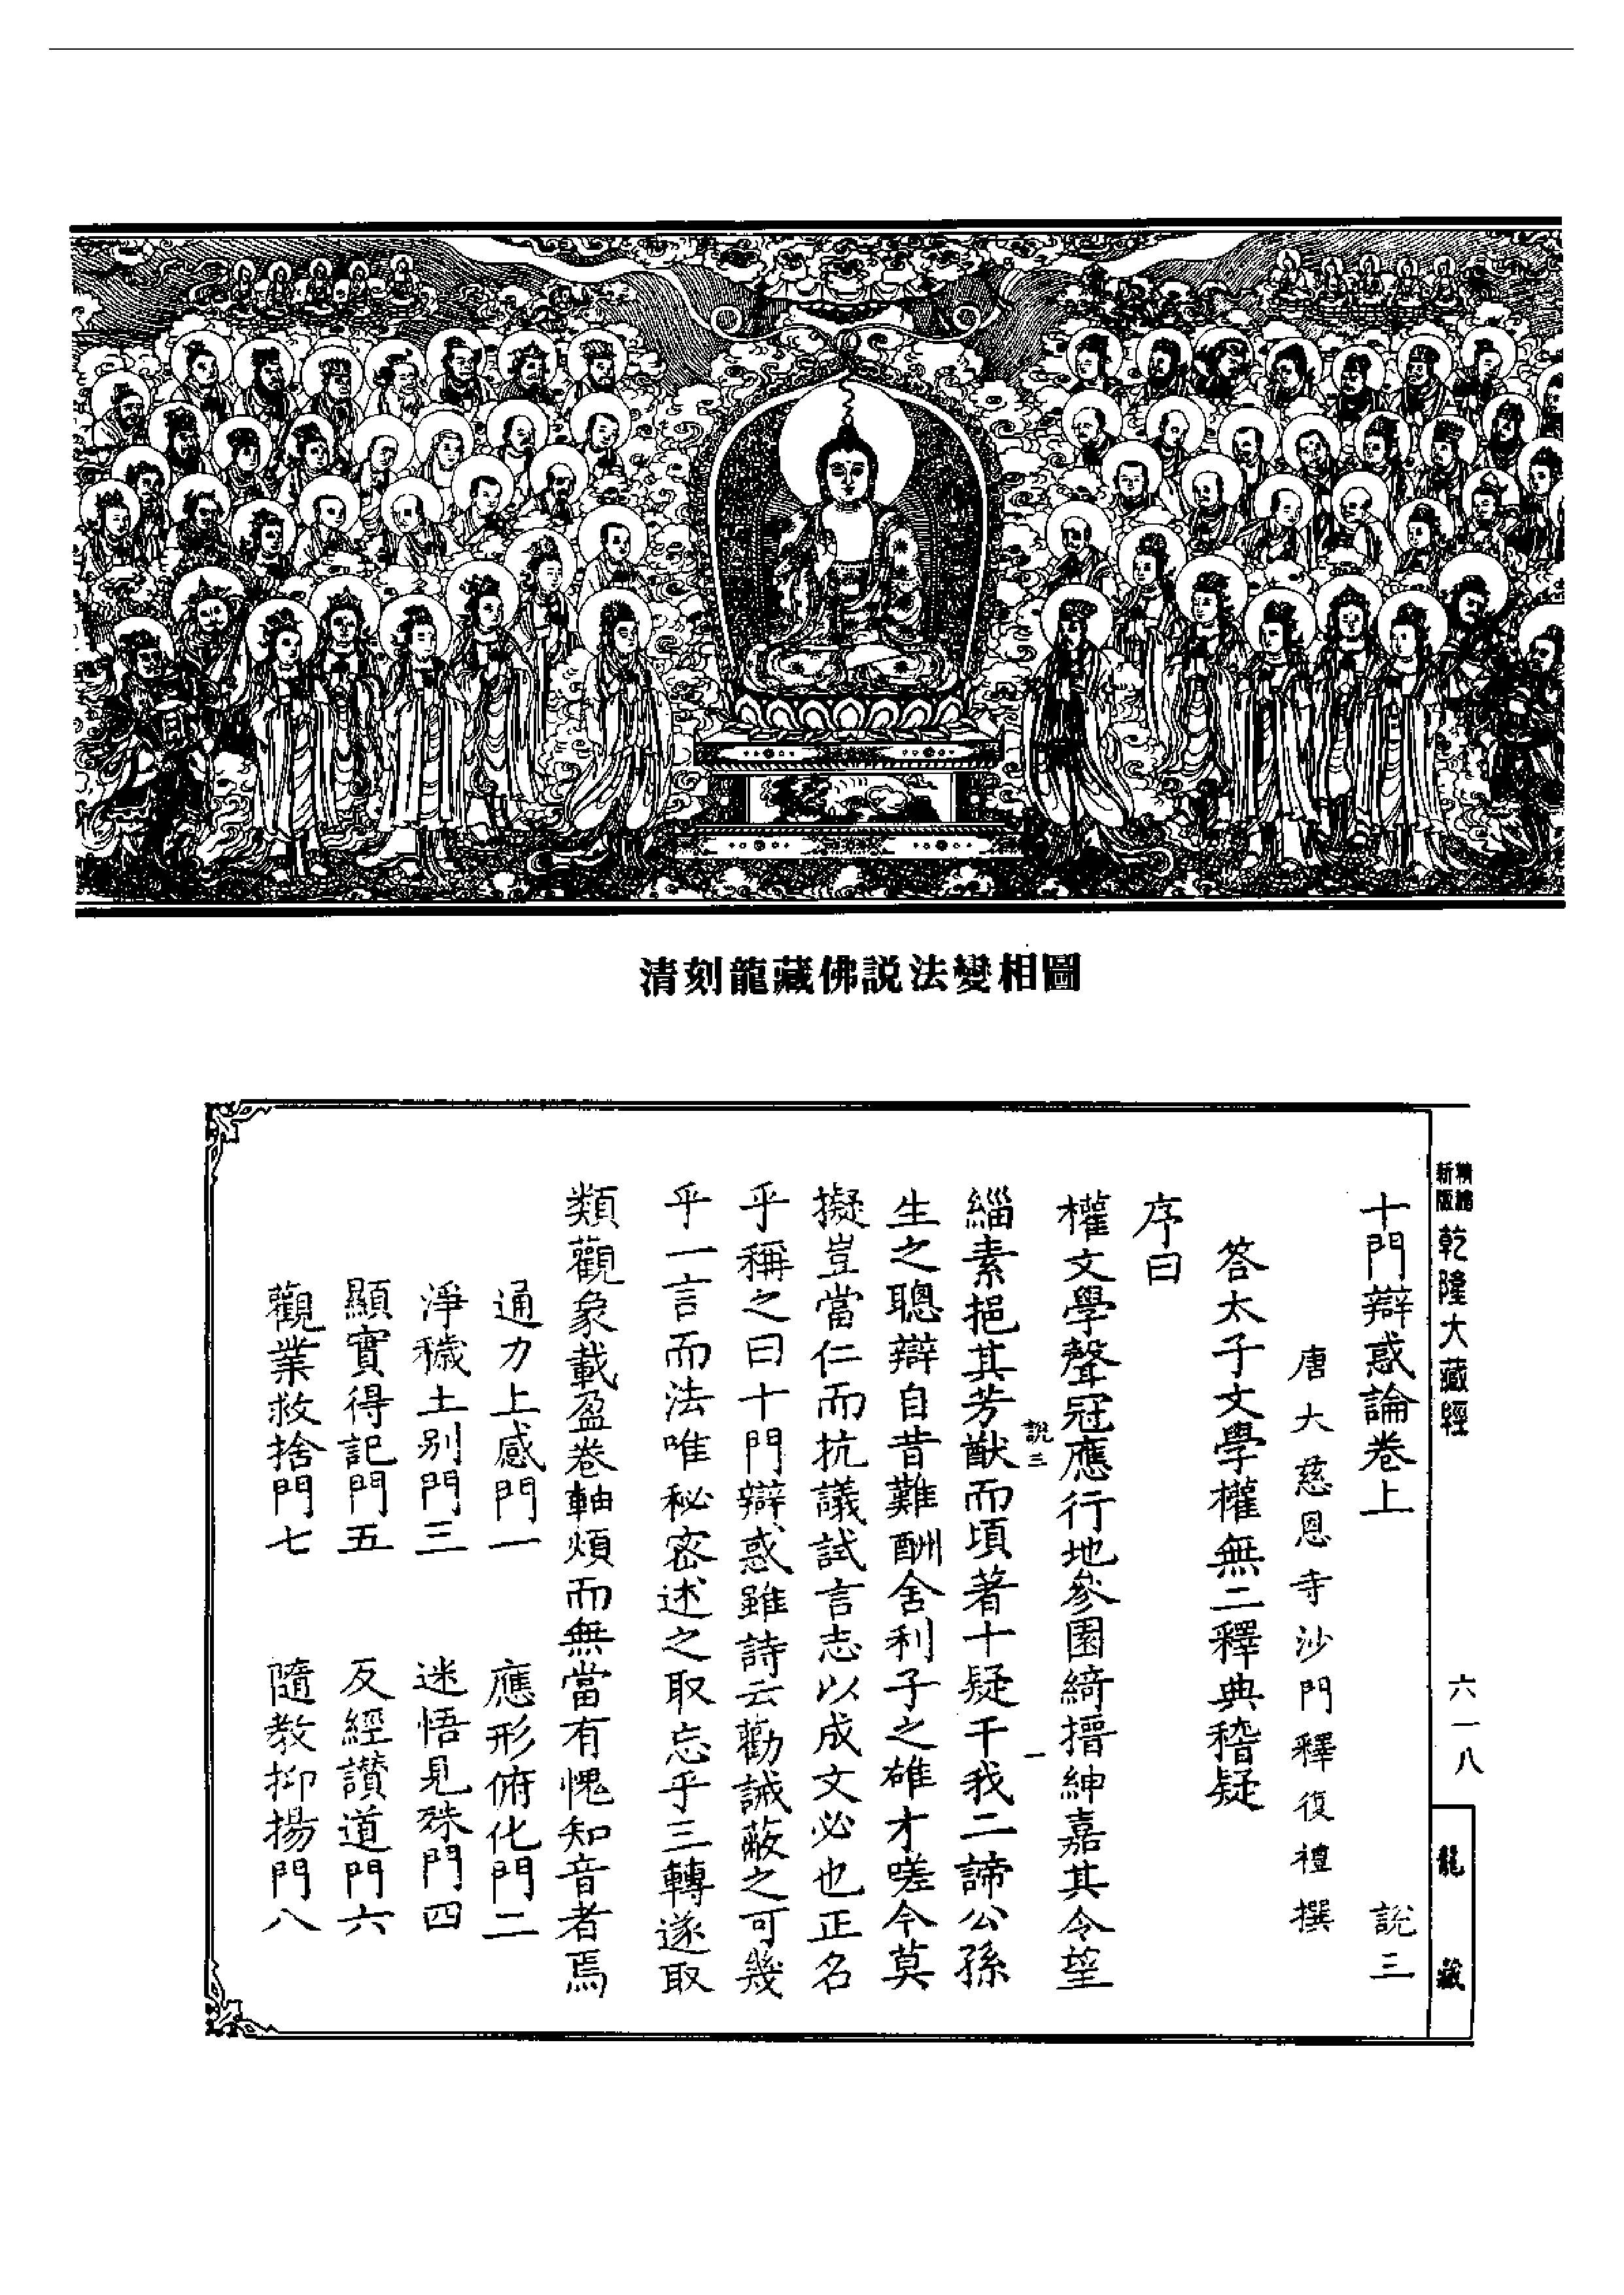 清刻龍藏佛説法變相圖
新版
精縮
乾隆大藏經
六一八
龍藏
十門辯惑論卷上 說三
唐大慈恩寺沙門釋復禮撰
答太子文學權無二釋典稽疑
序曰
權文學聲冠應行地參園綺搢紳嘉其令望
說三 一
緇素挹其芳猷而頃著十疑干我二諦公孫
生之聰辯自昔難酬舍利子之雄才嗟今莫
擬豈當仁而抗議試言志以成文必也正名
乎稱之曰十門辯惑雖詩云勸誡蔽之可幾
乎一言而法唯秘密述之取忘乎三轉遂取
類觀象載盈卷軸煩而無當有愧知音者焉
通力上感門一 應形俯化門二
淨穢土別門三 迷悟見殊門四
顯實得記門五 反經讃道門六
觀業救捨門七 隨教抑揚門八